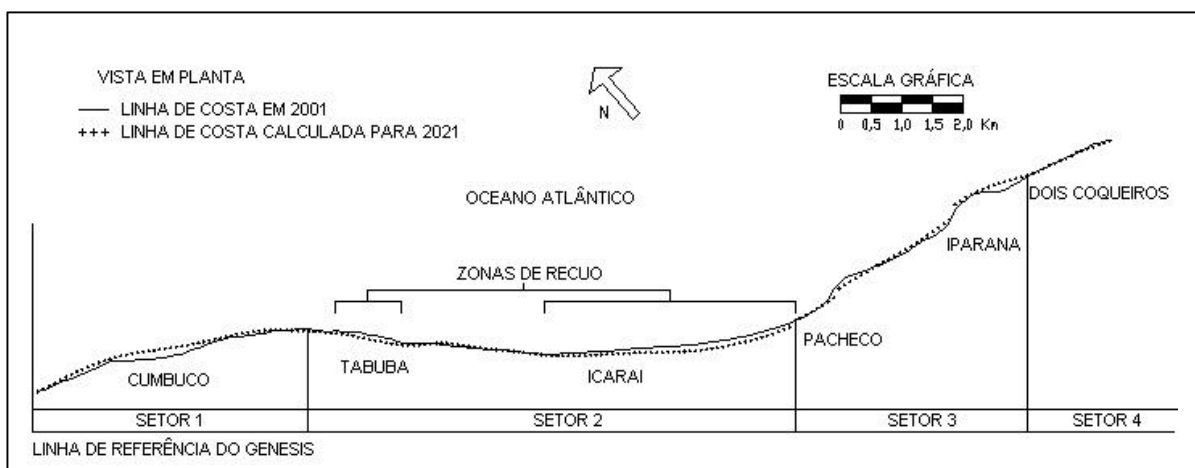 VISTA EM PLANTA
LINHA DE COSTA EM 2001
LINHA DE COSTA CALCULADA PARA 2021
N
ESCALA GRÁFICA
0 0,5 1,0 1,5 2,0 Km
OCEANO ATLÂNTICO
DOIS COQUEIROS
IPARANA
ZONAS DE RECUO
PACHECO
TABUBA
ICARAI
CUMBUCO
SETOR 1 SETOR 2 SETOR 3 SETOR 4
LINHA DE REFERÊNCIA DO GENESIS